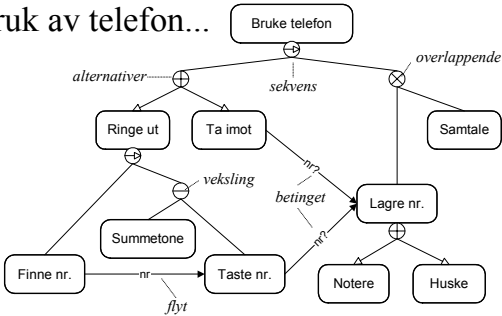 ruk av telefon...
Bruke telefon
overlappende
alternativer
sekvens
Ringe ut
Ta imot
Samtale
nr?
veksling
betinget
Lagre nr.
Summetone
nr?
Finne nr.
nr
Taste nr.
Notere
Huske
flyt